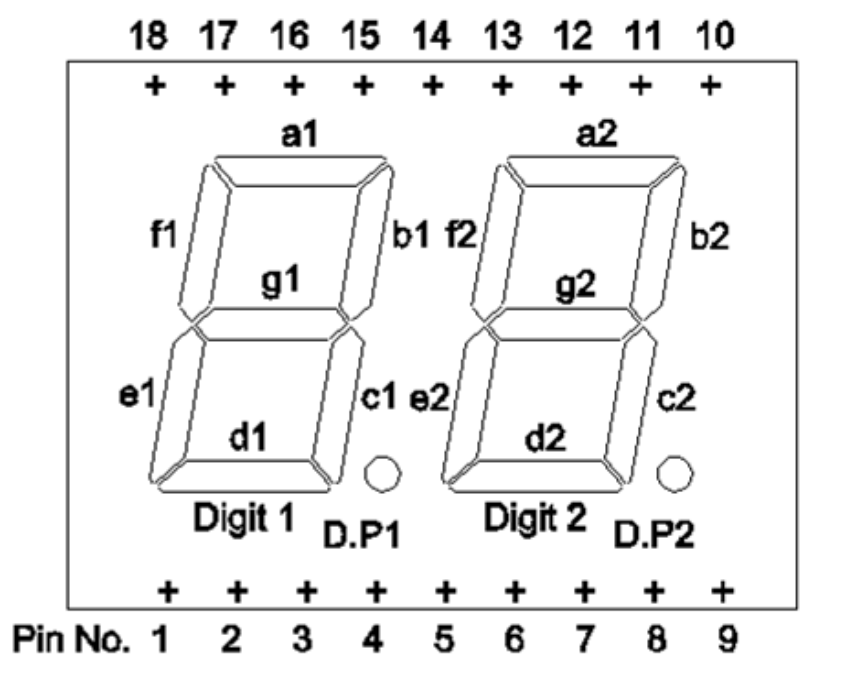 18 17 16 15 14 13 12 11 10
+ + + + + + + + +
a1 a2
f1 b1 f2 b2
g1 g2
e1 c1 e2 c2
d1 d2
Digit 1 D.P1 Digit 2 D.P2
+ + + + + + + + +
Pin No. 1 2 3 4 5 6 7 8 9